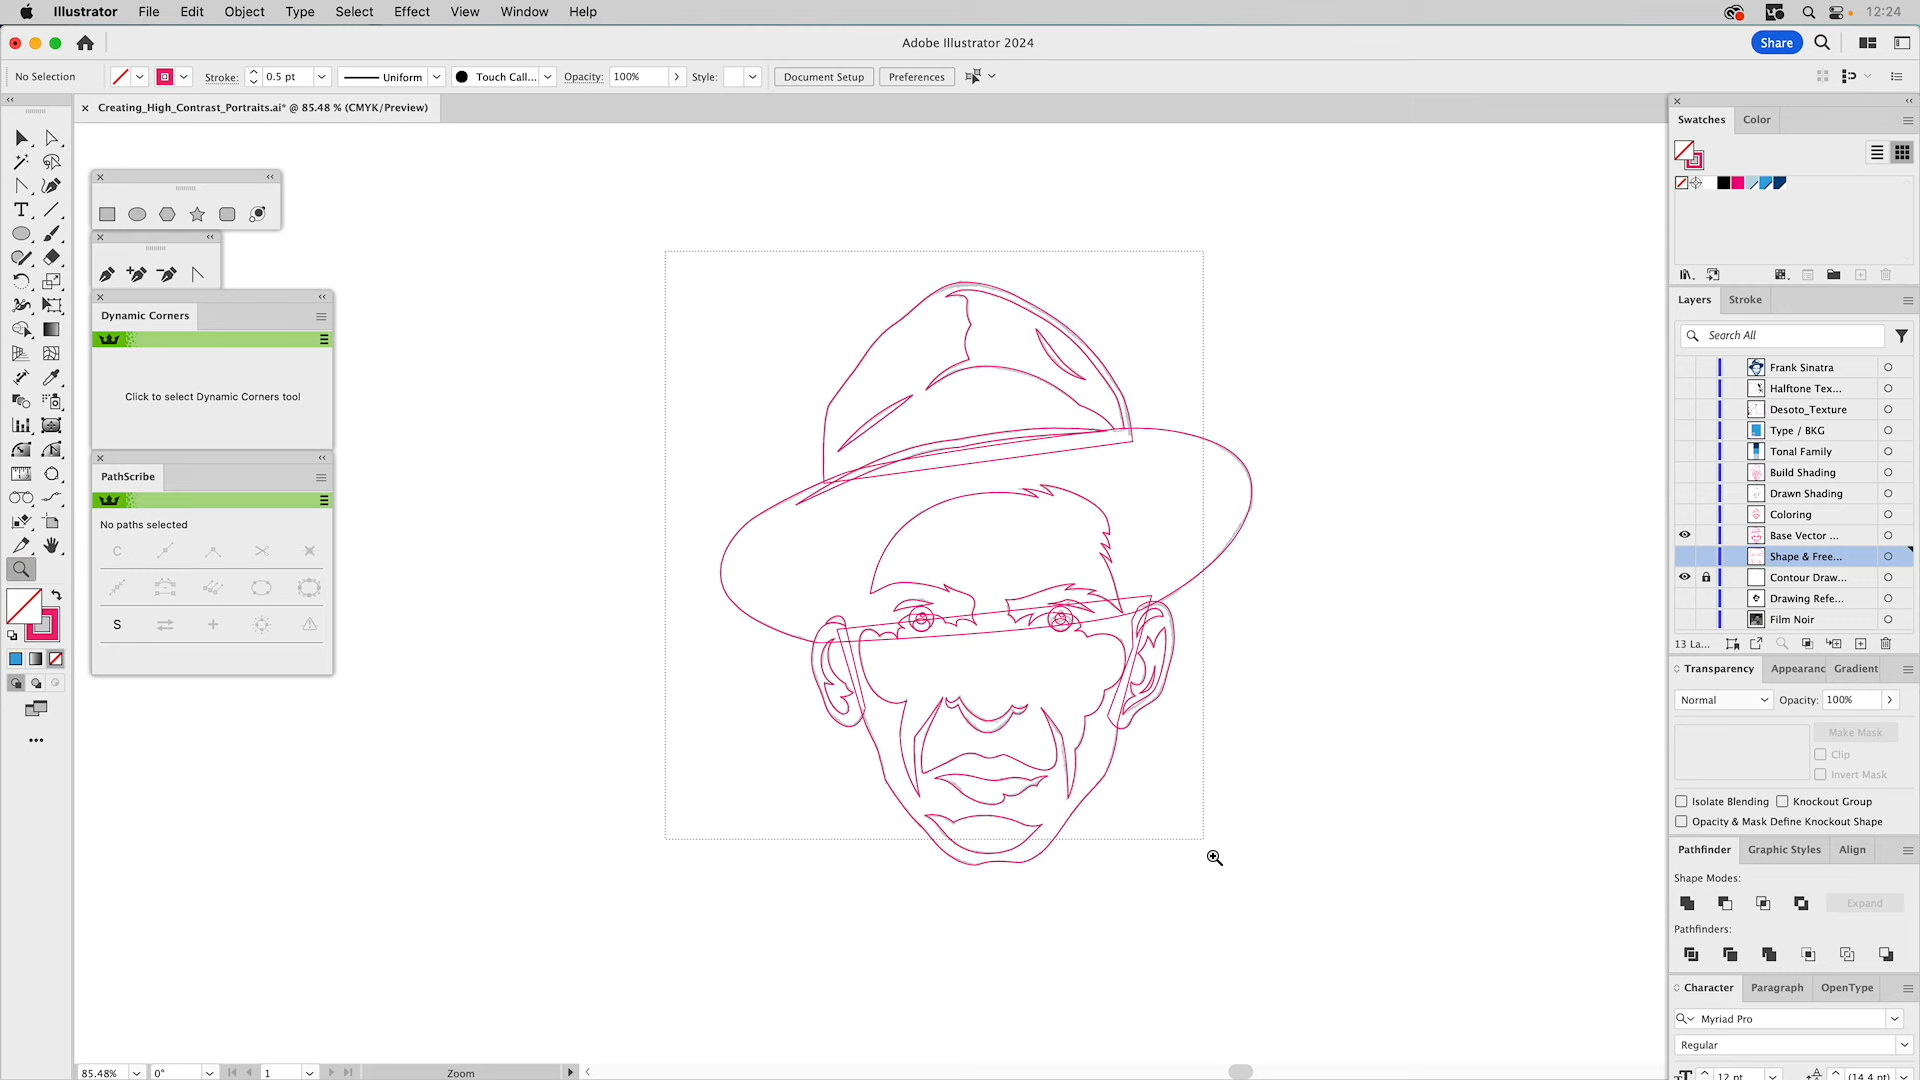 Illustrator File Edit Object Type Select Effect View Window Help 12:24
Adobe Illustrator 2024 Share
No Selection Stroke: 0.5 pt Uniform Touch Call... Opacity: 100% Style: Document Setup Preferences
Creating_High_Contrast_Portraits.ai* @ 85.48 % (CMYK/Preview)
Dynamic Corners
Click to select Dynamic Corners tool
PathScribe
No paths selected
C
S
Swatches Color
Layers Stroke
Search All
Frank Sinatra
Halftone Tex...
Desoto_Texture
Type / BKG
Tonal Family
Build Shading
Drawn Shading
Coloring
Base Vector ...
Shape & Free...
Contour Draw...
Drawing Refe...
Film Noir
13 La...
Transparency Appearanc Gradient
Normal Opacity: 100%
Make Mask
Clip
Invert Mask
Isolate Blending Knockout Group
Opacity & Mask Define Knockout Shape
Pathfinder Graphic Styles Align
Shape Modes:
Expand
Pathfinders:
Character Paragraph OpenType
Myriad Pro
Regular
12 pt (14.4 pt)
85.48% 0° 1 Zoom